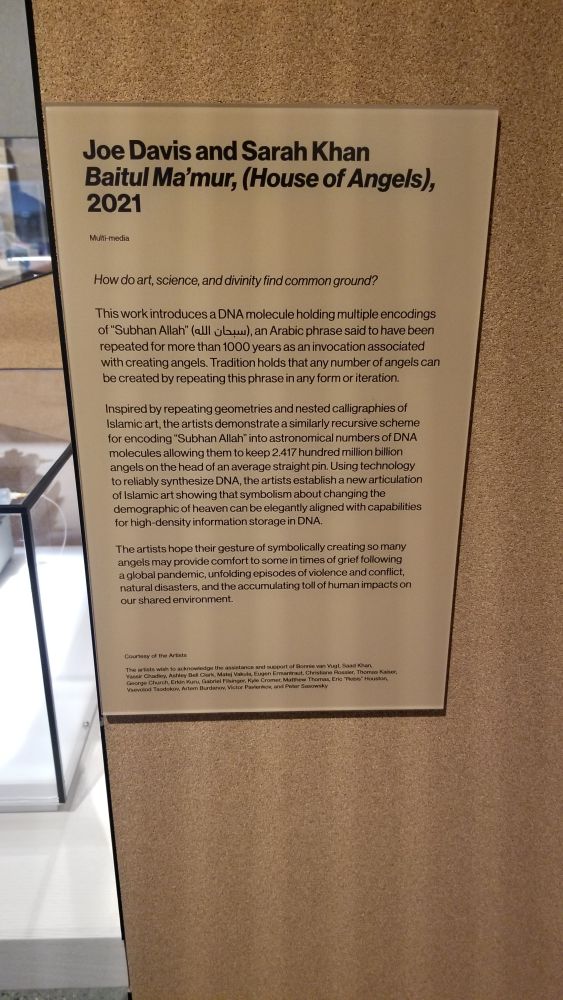 Joe Davis and Sarah Khan
Baitul Ma'mur, (House of Angels),
2021
Multi-media
How do art, science, and divinity find common ground?
This work introduces a DNA molecule holding multiple encodings
of “Subhan Allah” (سبحان الله), an Arabic phrase said to have been
repeated for more than 1000 years as an invocation associated
with creating angels. Tradition holds that any number of angels can
be created by repeating this phrase in any form or iteration.
Inspired by repeating geometries and nested calligraphies of
Islamic art, the artists demonstrate a similarly recursive scheme
for encoding “Subhan Allah” into astronomical numbers of DNA
molecules allowing them to keep 2.417 hundred million billion
angels on the head of an average straight pin. Using technology
to reliably synthesize DNA, the artists establish a new articulation
of Islamic art showing that symbolism about changing the
demographic of heaven can be elegantly aligned with capabilities
for high-density information storage in DNA.
The artists hope their gesture of symbolically creating so many
angels may provide comfort to some in times of grief following
a global pandemic, unfolding episodes of violence and conflict,
natural disasters, and the accumulating toll of human impacts on
our shared environment.
Courtesy of the Artists
The artists wish to acknowledge the assistance and support of Bonnie van Vugt, Saad Khan,
Yassir Chadley, Ashley Bell Clark, Matej Vakula, Eugen Ermantraut, Christiane Rossler, Thomas Kaiser,
George Church, Erkin Kuru, Gabriel Filsinger, Kyle Cromer, Matthew Thomas, Eric "Rebis" Houston,
Vsevolod Tsodokov, Artem Burdanov, Victor Pavlenkov, and Peter Sasowsky